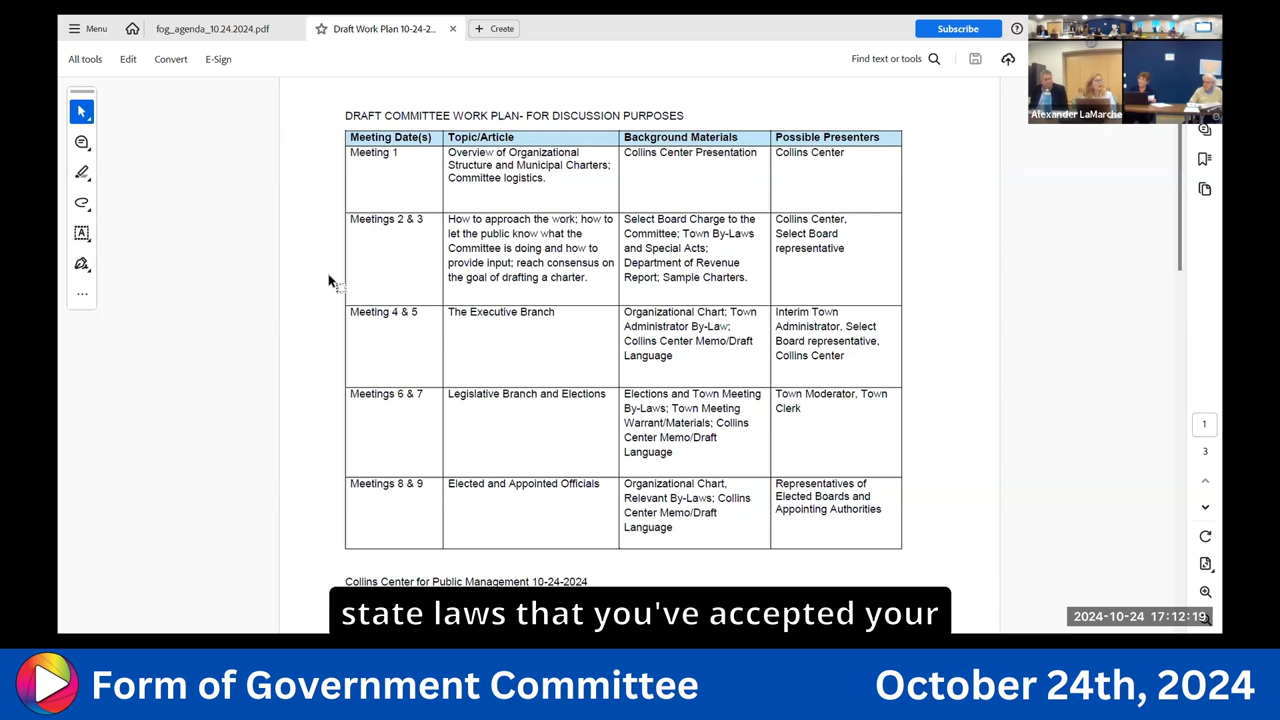 Menu
fog_agenda_10.24.2024.pdf
Draft Work Plan 10-24-2...
Create
Subscribe
All tools
Edit
Convert
E-Sign
Find text or tools
Alexander LaMarche
DRAFT COMMITTEE WORK PLAN- FOR DISCUSSION PURPOSES
Meeting Date(s)
Topic/Article
Background Materials
Possible Presenters
Meeting 1
Overview of Organizational
Structure and Municipal Charters;
Committee logistics.
Collins Center Presentation
Collins Center
Meetings 2 & 3
How to approach the work; how to
let the public know what the
Committee is doing and how to
provide input; reach consensus on
the goal of drafting a charter.
Select Board Charge to the
Committee; Town By-Laws
and Special Acts;
Department of Revenue
Report; Sample Charters.
Collins Center,
Select Board
representative
Meeting 4 & 5
The Executive Branch
Organizational Chart; Town
Administrator By-Law;
Collins Center Memo/Draft
Language
Interim Town
Administrator, Select
Board representative,
Collins Center
Meetings 6 & 7
Legislative Branch and Elections
Elections and Town Meeting
By-Laws; Town Meeting
Warrant/Materials; Collins
Center Memo/Draft
Language
Town Moderator, Town
Clerk
Meetings 8 & 9
Elected and Appointed Officials
Organizational Chart,
Relevant By-Laws; Collins
Center Memo/Draft
Language
Representatives of
Elected Boards and
Appointing Authorities
Collins Center for Public Management 10-24-2024
1
3
state laws that you've accepted your
2024-10-24 17:12:19
Form of Government Committee
October 24th, 2024